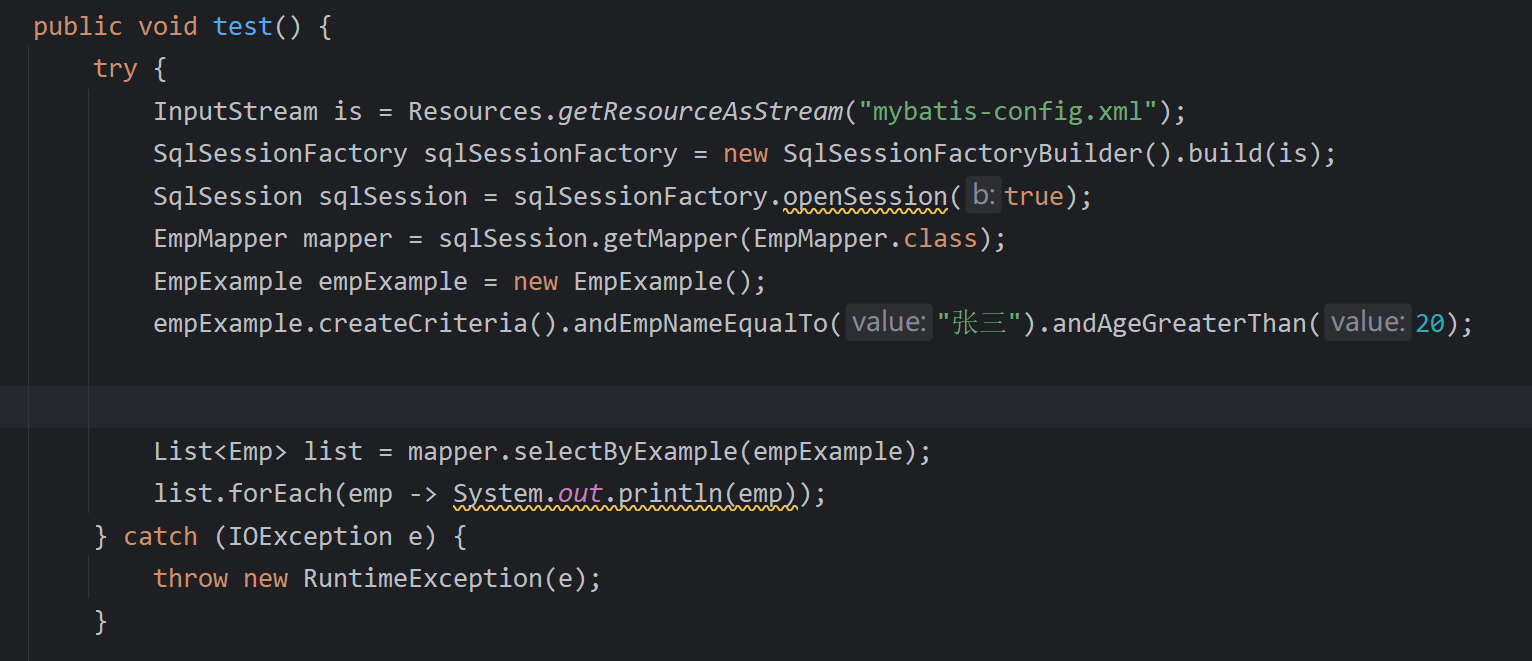 public void test() {
try {
InputStream is = Resources.getResourceAsStream("mybatis-config.xml");
SqlSessionFactory sqlSessionFactory = new SqlSessionFactoryBuilder().build(is);
SqlSession sqlSession = sqlSessionFactory.openSession( b: true);
EmpMapper mapper = sqlSession.getMapper(EmpMapper.class);
EmpExample empExample = new EmpExample();
empExample.createCriteria().andEmpNameEqualTo( value: "张三").andAgeGreaterThan( value: 20);
List<Emp> list = mapper.selectByExample(empExample);
list.forEach(emp -> System.out.println(emp));
} catch (IOException e) {
throw new RuntimeException(e);
}